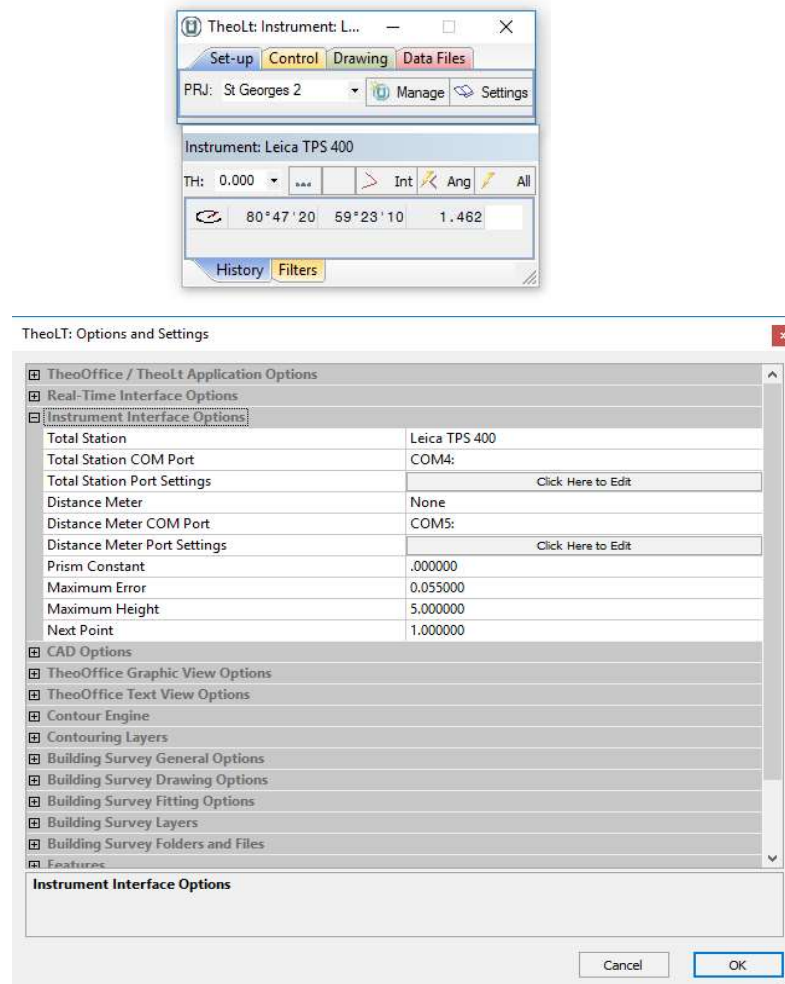 TheoLt: Instrument: L...
Set-up Control Drawing Data Files
PRJ: St Georges 2 Manage Settings
Instrument: Leica TPS 400
TH: 0.000 ... Int Ang All
80°47'20 59°23'10 1.462
History Filters
TheoLT: Options and Settings
TheoOffice / TheoLt Application Options
Real-Time Interface Options
Instrument Interface Options
Total Station Leica TPS 400
Total Station COM Port COM4:
Total Station Port Settings Click Here to Edit
Distance Meter None
Distance Meter COM Port COM5:
Distance Meter Port Settings Click Here to Edit
Prism Constant .000000
Maximum Error 0.055000
Maximum Height 5.000000
Next Point 1.000000
CAD Options
TheoOffice Graphic View Options
TheoOffice Text View Options
Contour Engine
Contouring Layers
Building Survey General Options
Building Survey Drawing Options
Building Survey Fitting Options
Building Survey Layers
Building Survey Folders and Files
Features
Instrument Interface Options
Cancel OK